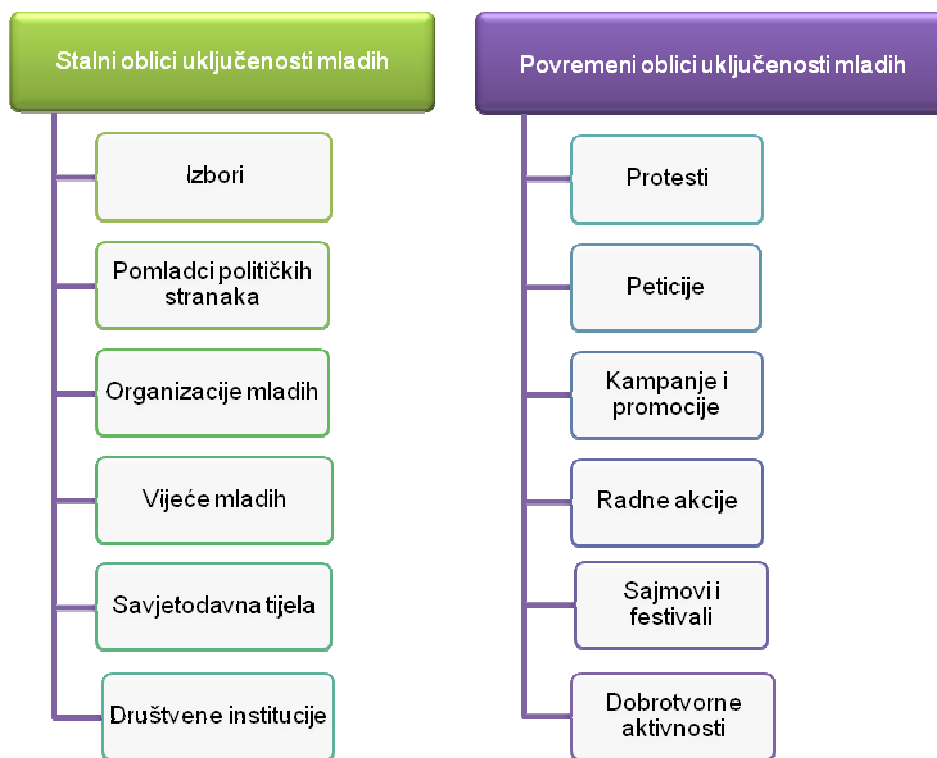 Stalni oblici uključenosti mladih
Izbori
Pomladci političkih
stranaka
Organizacije mladih
Vijeće mladih
Savjetodavna tijela
Društvene institucije
Povremeni oblici uključenosti mladih
Protesti
Peticije
Kampanje i
promocije
Radne akcije
Sajmovi i
festivali
Dobrotvorne
aktivnosti